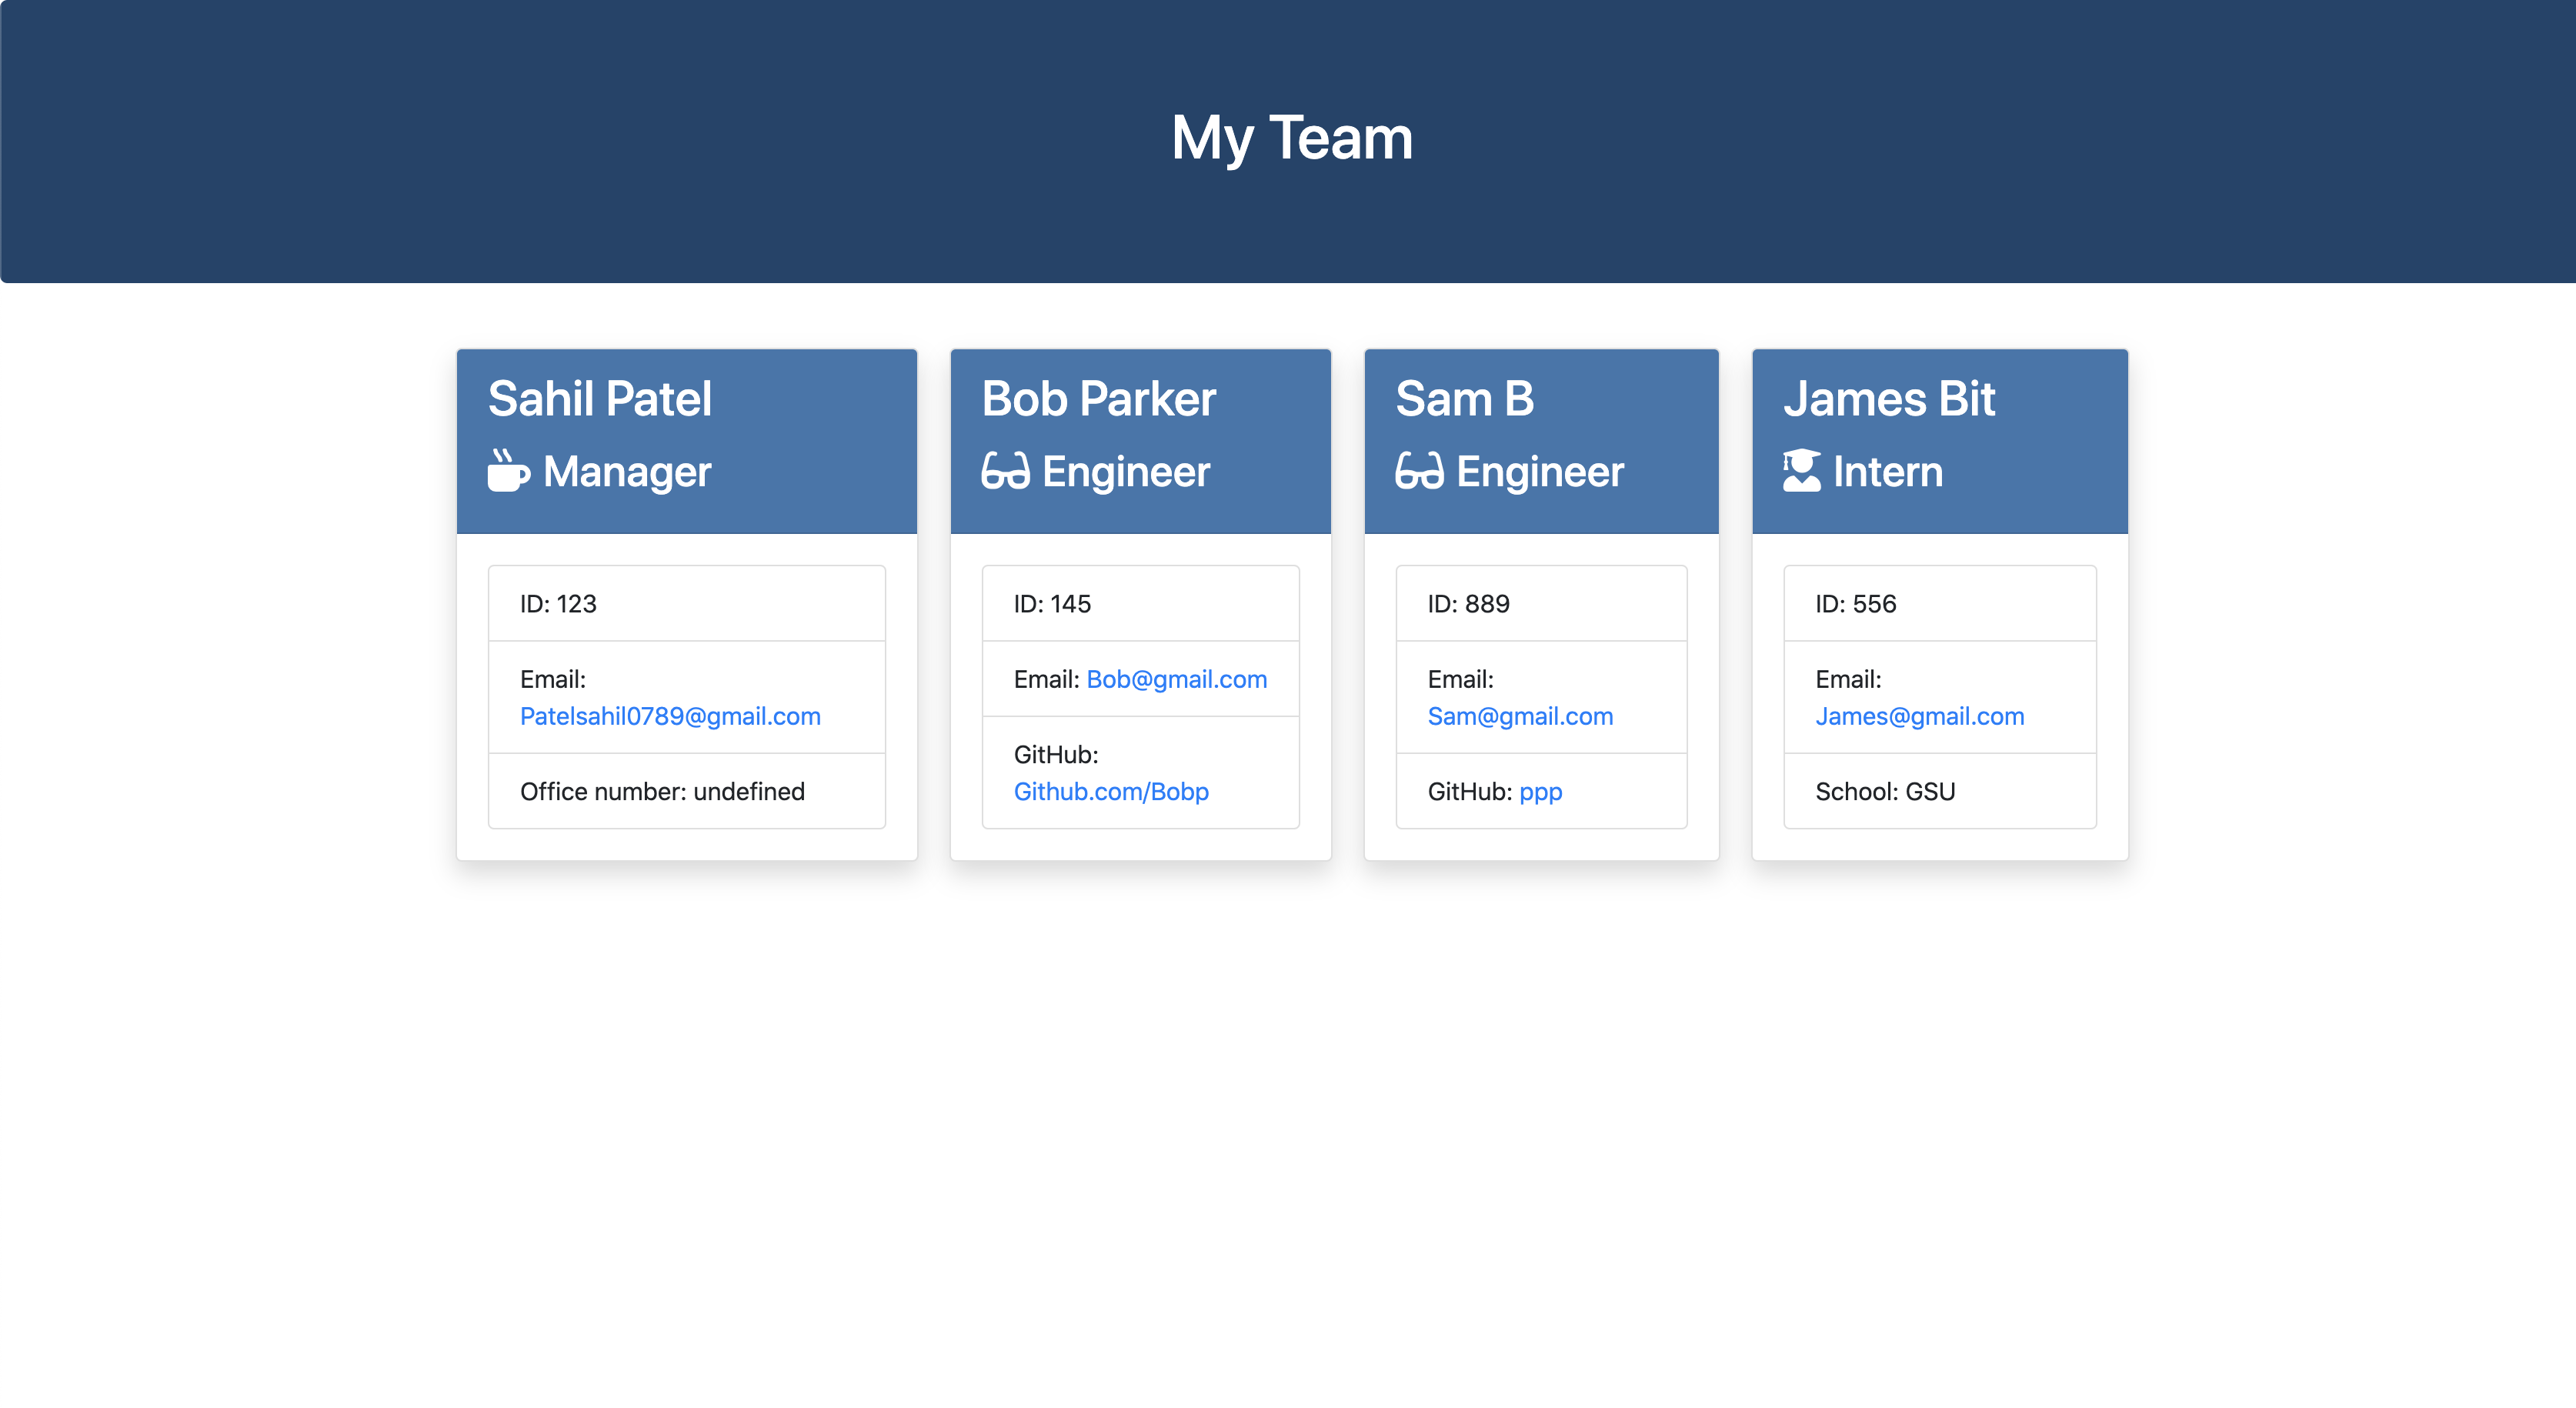 My Team
Sahil Patel
Manager
ID: 123
Email:
Patelsahil0789@gmail.com
Office number: undefined
Bob Parker
Engineer
ID: 145
Email: Bob@gmail.com
GitHub:
Github.com/Bobp
Sam B
Engineer
ID: 889
Email:
Sam@gmail.com
GitHub: ppp
James Bit
Intern
ID: 556
Email:
James@gmail.com
School: GSU